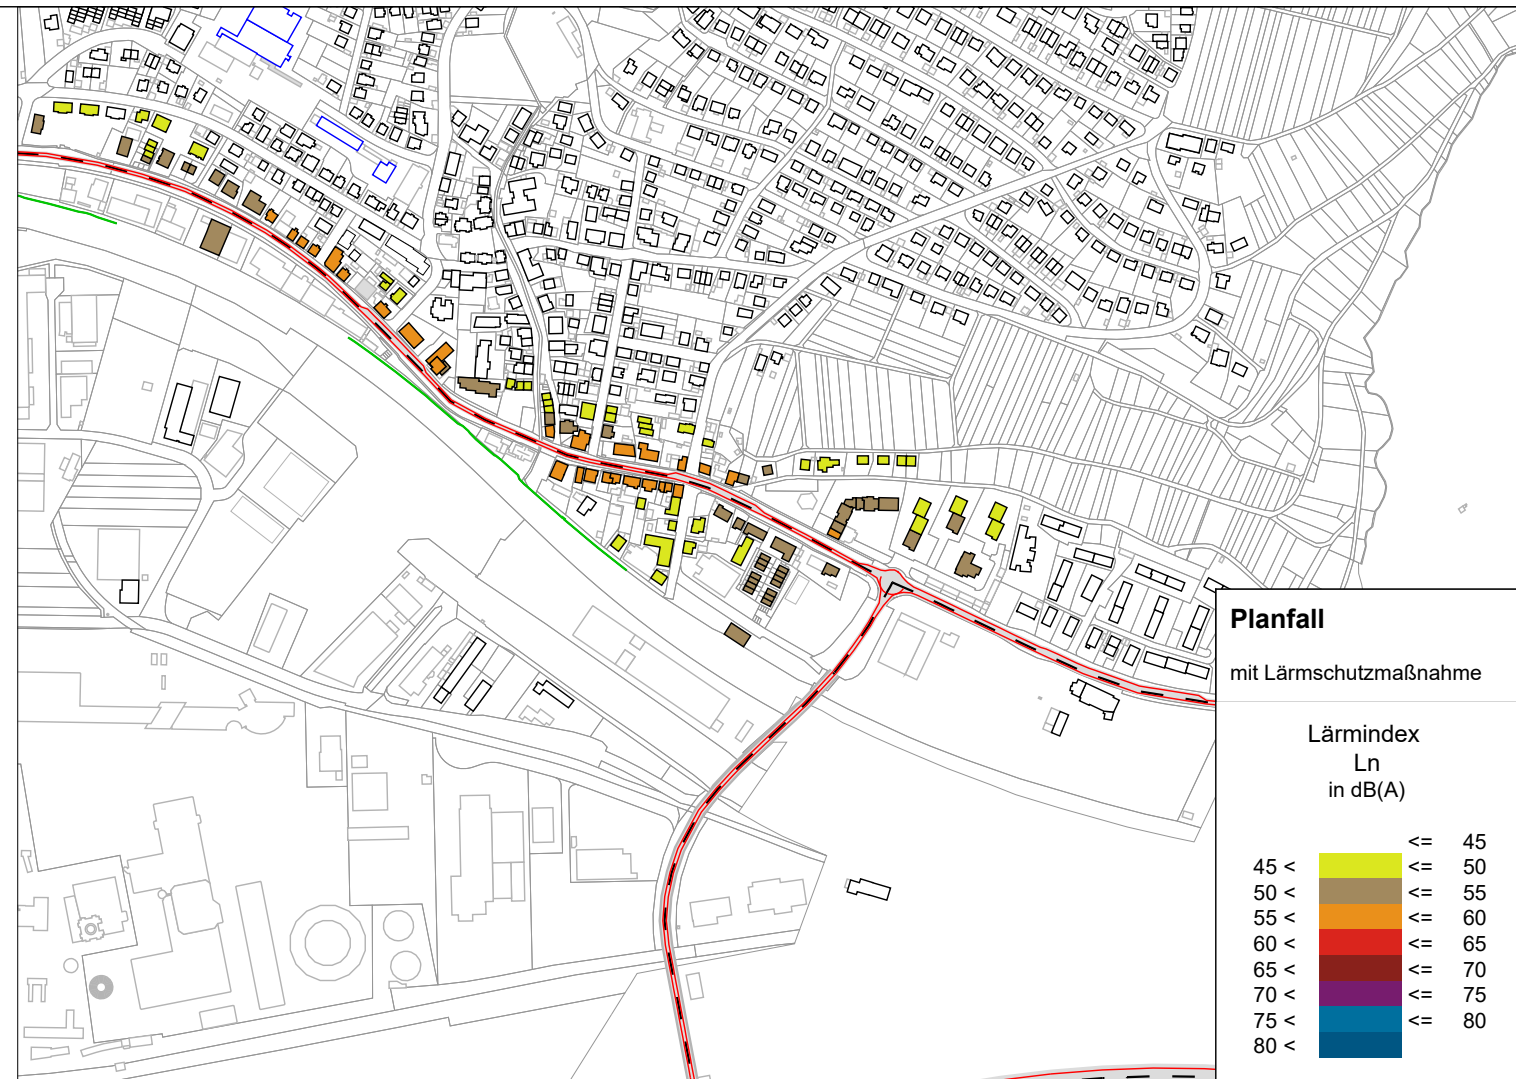 Planfall
mit Lärmschutzmaßnahme
Lärmindex
Ln
in dB(A)
<= 45
45 < <= 50
50 < <= 55
55 < <= 60
60 < <= 65
65 < <= 70
70 < <= 75
75 < <= 80
80 <